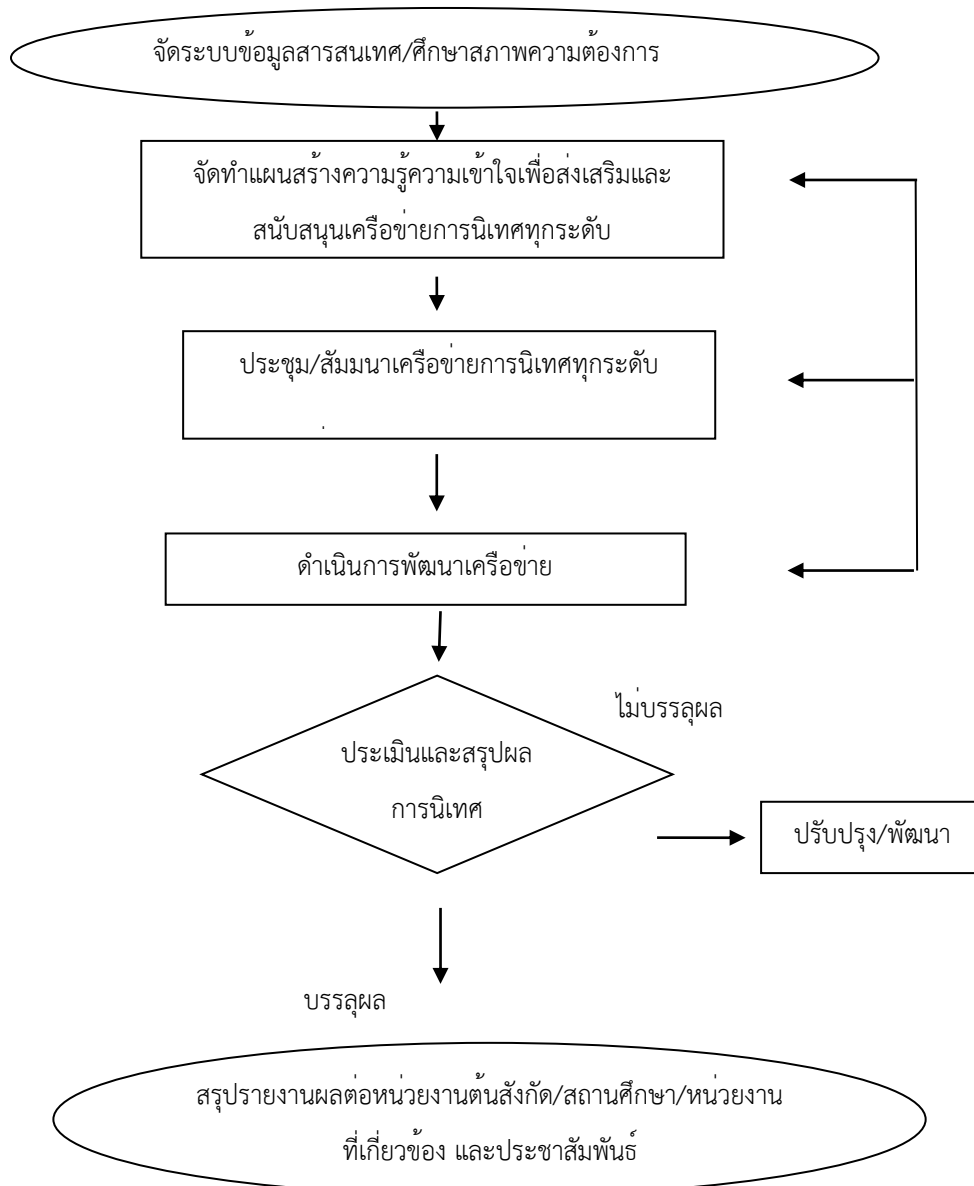 จัดระบบข้อมูลสารสนเทศ/ศึกษาสภาพความต้องการ
จัดทำแผนสร้างความรู้ความเข้าใจเพื่อส่งเสริมและ
สนับสนุนเครือข่ายการนิเทศทุกระดับ
ประชุม/สัมมนาเครือข่ายการนิเทศทุกระดับ
ดำเนินการพัฒนาเครือข่าย
ไม่บรรลุผล
ประเมินและสรุปผล
การนิเทศ
ปรับปรุง/พัฒนา
บรรลุผล
สรุปรายงานผลต่อหน่วยงานต้นสังกัด/สถานศึกษา/หน่วยงาน
ที่เกี่ยวข้อง และประชาสัมพันธ์